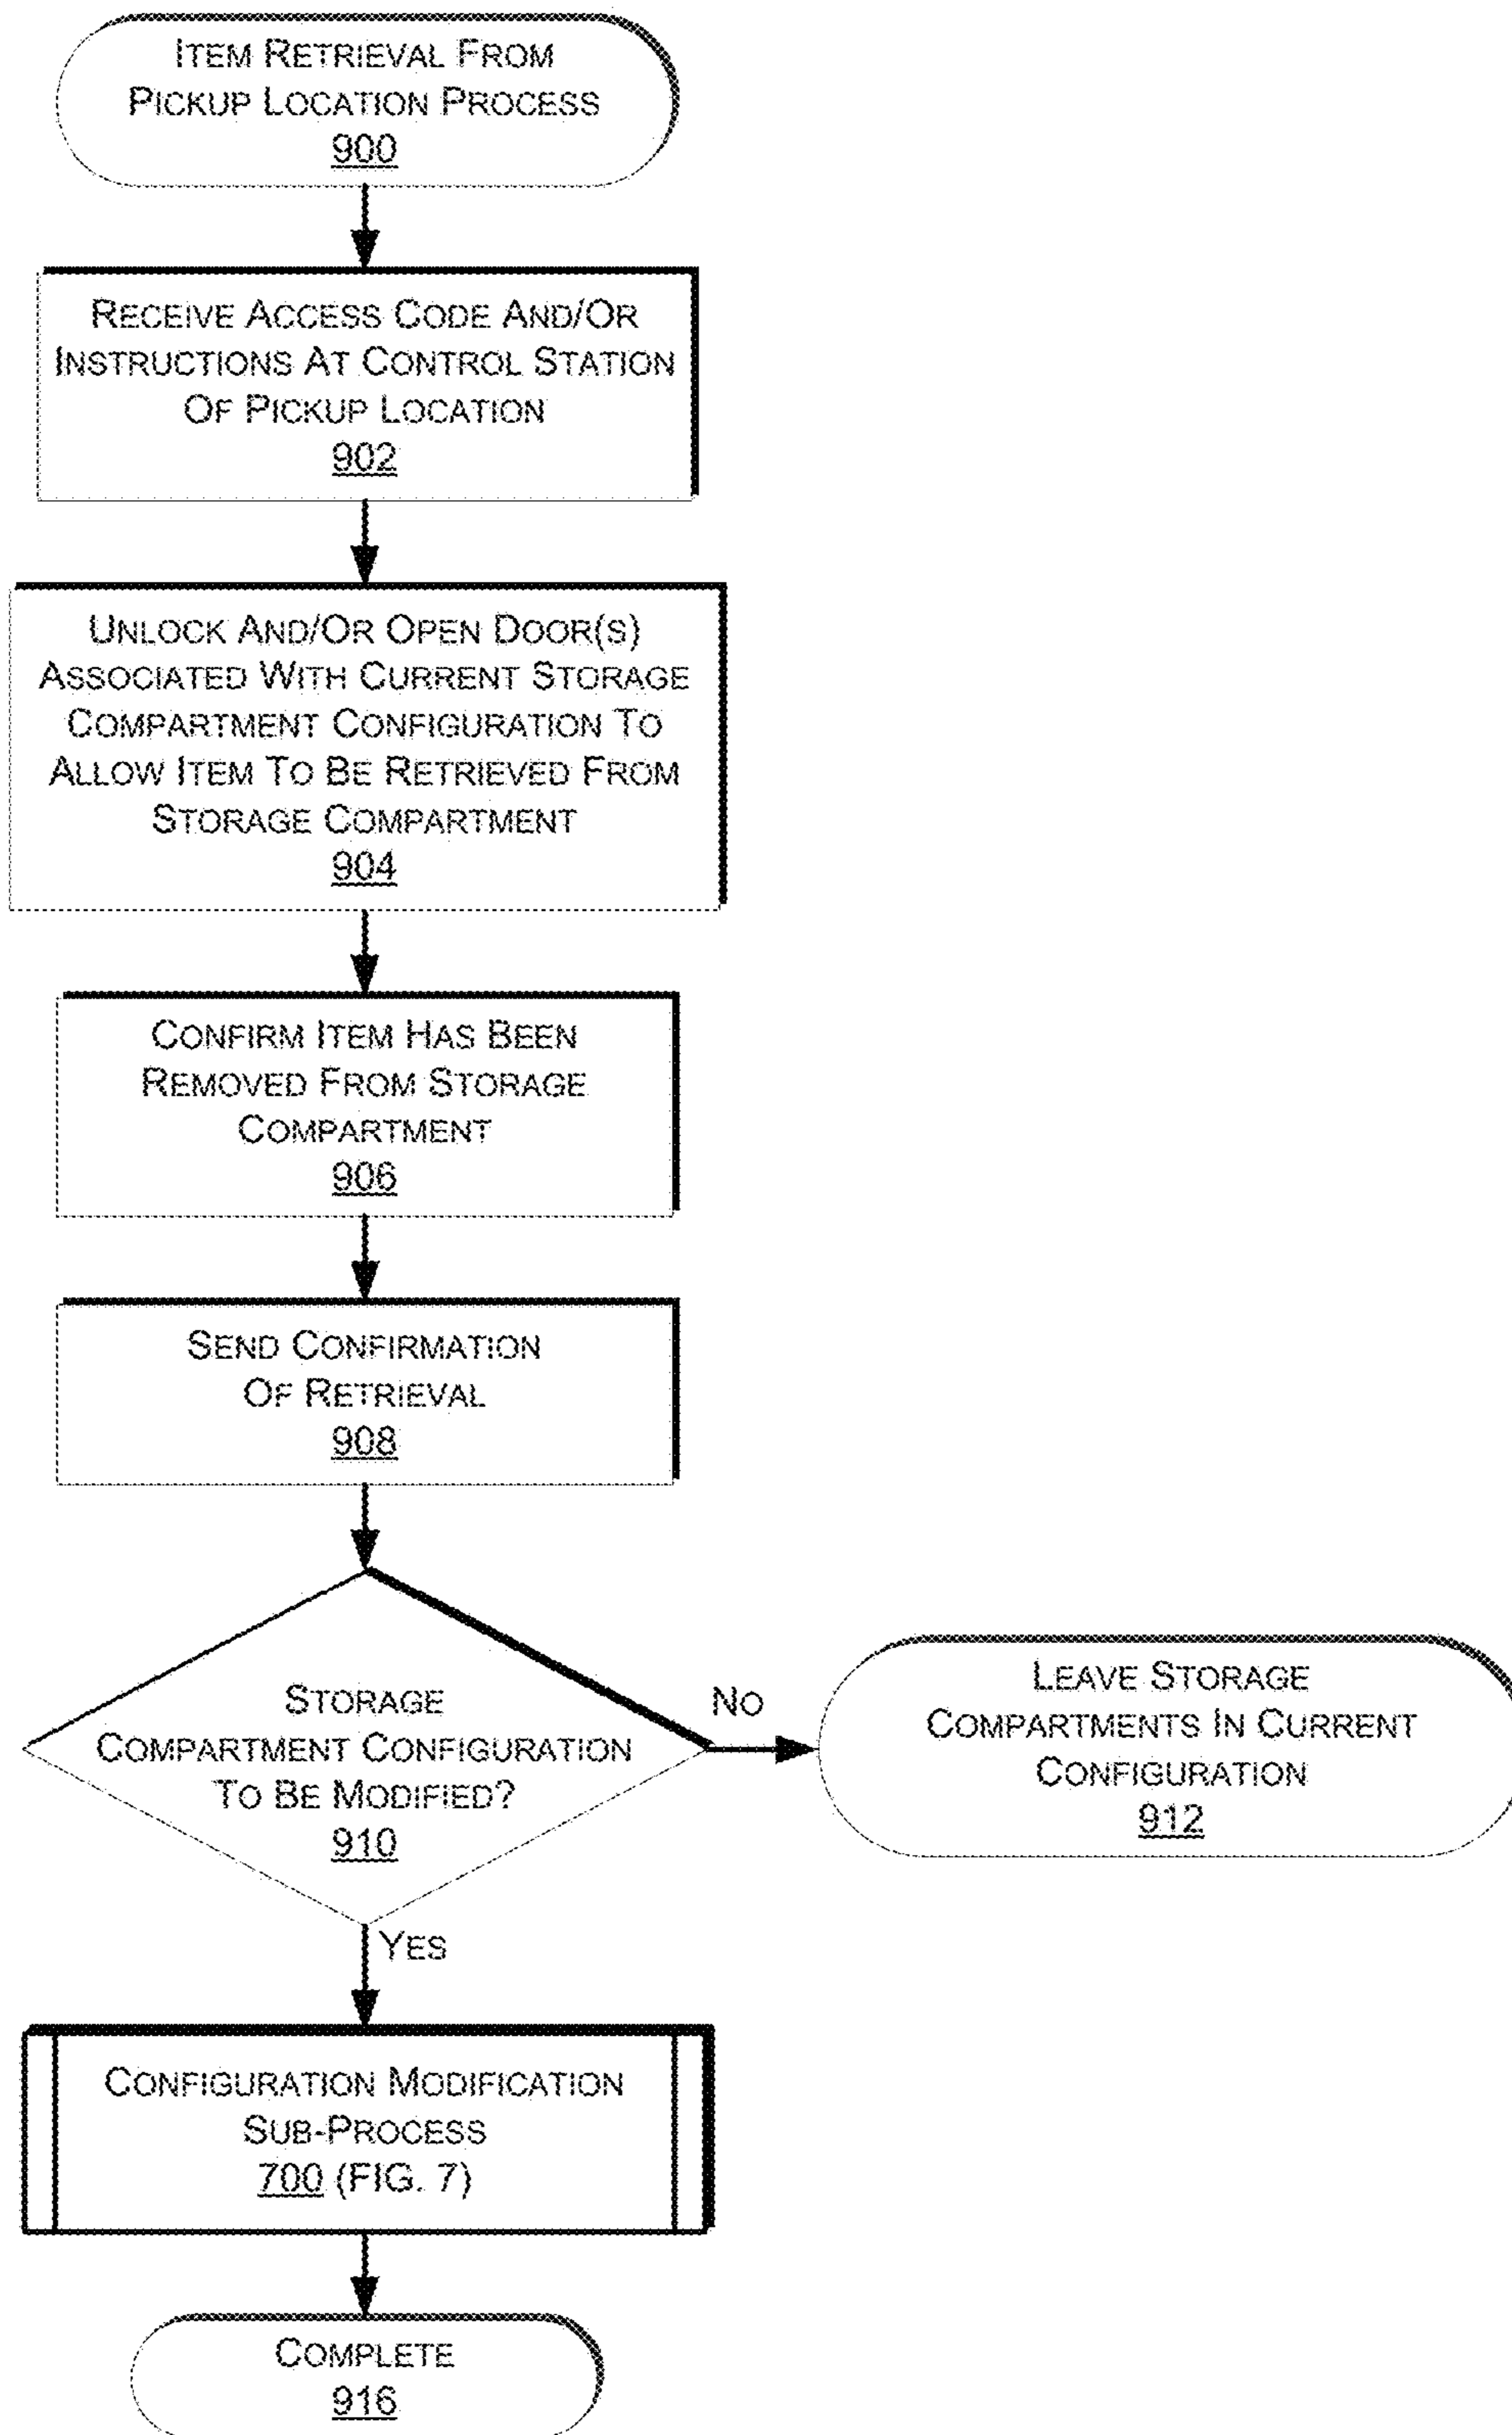 ITEM RETRIEVAL FROM
PICKUP LOCATION PROCESS
900
RECEIVE ACCESS CODE AND/OR
INSTRUCTIONS AT CONTROL STATION
OF PICKUP LOCATION
902
UNLOCK AND/OR OPEN DOOR(S)
ASSOCIATED WITH CURRENT STORAGE
COMPARTMENT CONFIGURATION TO
ALLOW ITEM TO BE RETRIEVED FROM
STORAGE COMPARTMENT
904
CONFIRM ITEM HAS BEEN
REMOVED FROM STORAGE
COMPARTMENT
906
SEND CONFIRMATION
OF RETRIEVAL
908
STORAGE
COMPARTMENT CONFIGURATION
TO BE MODIFIED?
910
NO
LEAVE STORAGE
COMPARTMENTS IN CURRENT
CONFIGURATION
912
YES
CONFIGURATION MODIFICATION
SUB-PROCESS
700 (FIG. 7)
COMPLETE
916